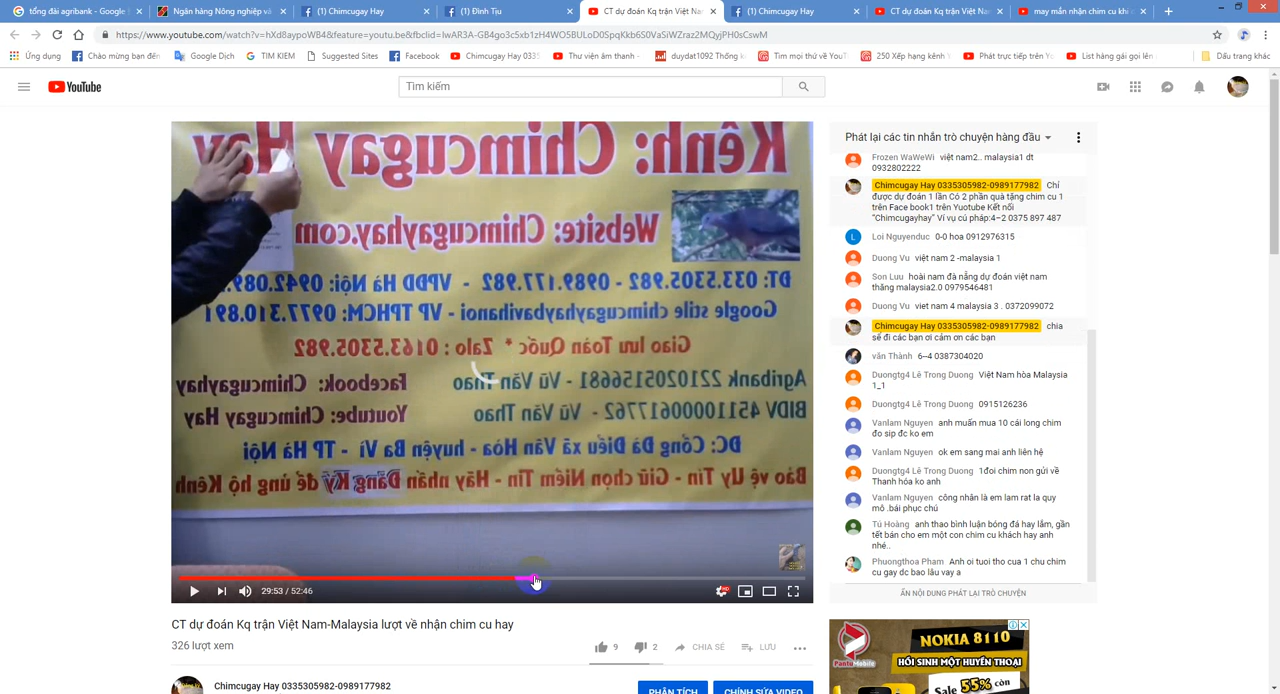 tổng đài agribank - Google S
Ngân hàng Nông nghiệp và
(1) Chimcugay Hay
(1) Đình Tịu
CT dự đoán Kq trận Việt Nam
(1) Chimcugay Hay
CT dự đoán Kq trận Việt Nam
may mắn nhận chim cu khi
https://www.youtube.com/watch?v=hXd8aypoW84&feature=youtu.be&fbclid=IwAR3A-G84go3c5xb1zH4WO5BULoD0SpqKkb6S0VaSiWZraz2MQyjPH0sCswM
Ứng dụng
Chào mừng bạn đến
Google Dịch
TIM KIEM
Suggested Sites
Facebook
Chimcugay Hay 0335
Thư viện âm thanh -
duydat1092 Thống k
Tìm mọi thứ về YouT
250 Xếp hạng kênh Y
Phát trực tiếp trên Yo
List hàng gái gọi lên
Dấu trang khác
YouTube
Tìm kiếm
Kênh: Chimcugay Hay
Website: Chimcugayhay.com
ĐT: 033.5305.982 - 0989.177.982 - VPĐD Hà Nội:
Google stile chimcugayhaybavihanoi - VP TPHCM: 0977.310.891
Giao lưu Toàn Quốc * Zalo : 0163.5305.982
Agribank 2210205156681 - Vũ Văn Thao Facebook: Chimcugayhay
BIDV 45110000617762 - Vũ Văn Thao Youtube: Chimcugay Hay
ĐC: Cổng Đá Điều xã Vân Hòa - huyện Ba Vì - TP Hà Nội
Bảo vệ Uy Tín - Giữ chọn Niềm Tin - Hãy nhấn Đăng Ký để ủng hộ Kênh
29:53 / 52:46
Phát lại các tin nhắn trò chuyện hàng đầu
Frozen WaWeWi việt nam2.. malaysia1 dt
0932802222
Chimcugay Hay 0335305982-0989177982 Chỉ
được dự đoán 1 lần Có 2 phần quà tặng chim cu 1
trên Face book1 trên Yuotube Kết nối
"Chimcugayhay" Ví vụ cú pháp:4–2 0375 897 487
Loi Nguyenduc 0-0 hoa 0912976315
Duong Vu việt nam 2 -malaysia 1
Son Luu hoài nam đà nẵng dự đoán việt nam
thắng malaysia2.0 0979546481
Duong Vu viet nam 4 malaysia 3 . 0372099072
Chimcugay Hay 0335305982-0989177982 chia
sẻ đi các bạn ơi cảm ơn các bạn
văn Thành 6--4 0387304020
Duongtg4 Lê Trong Duong Việt Nam hòa Malaysia
1_1
Duongtg4 Lê Trong Duong 0915126236
Vanlam Nguyen anh muấn mua 10 cái long chim
đo sip đc.ko em
Vanlam Nguyen ok em sang mai anh liên hệ
Duongtg4 Lê Trong Duong 1đoi chim non gửi về
Thanh hóa ko anh
Vanlam Nguyen công nhân là em lam rat la quy
mô .bái phục chú
Tú Hoàng anh thao bình luận bóng đá hay lắm, gần
tết bán cho em một con chim cu khách hay anh
nhé..
Phuongthoa Pham Anh oi tuoi tho cua 1 chu chim
cu gay dc bao lâu vay a
ẨN NỘI DUNG PHÁT LẠI TRÒ CHUYỆN
CT dự đoán Kq trận Việt Nam-Malaysia lượt về nhận chim cu hay
326 lượt xem
9
2
CHIA SẺ
LƯU
Chimcugay Hay 0335305982-0989177982
PHÂN TÍCH
CHỈNH SỬA VIDEO
PantoMobile
NOKIA 8110
HỒI SINH MỘT HUYỀN THOẠI
Sale 55% còn